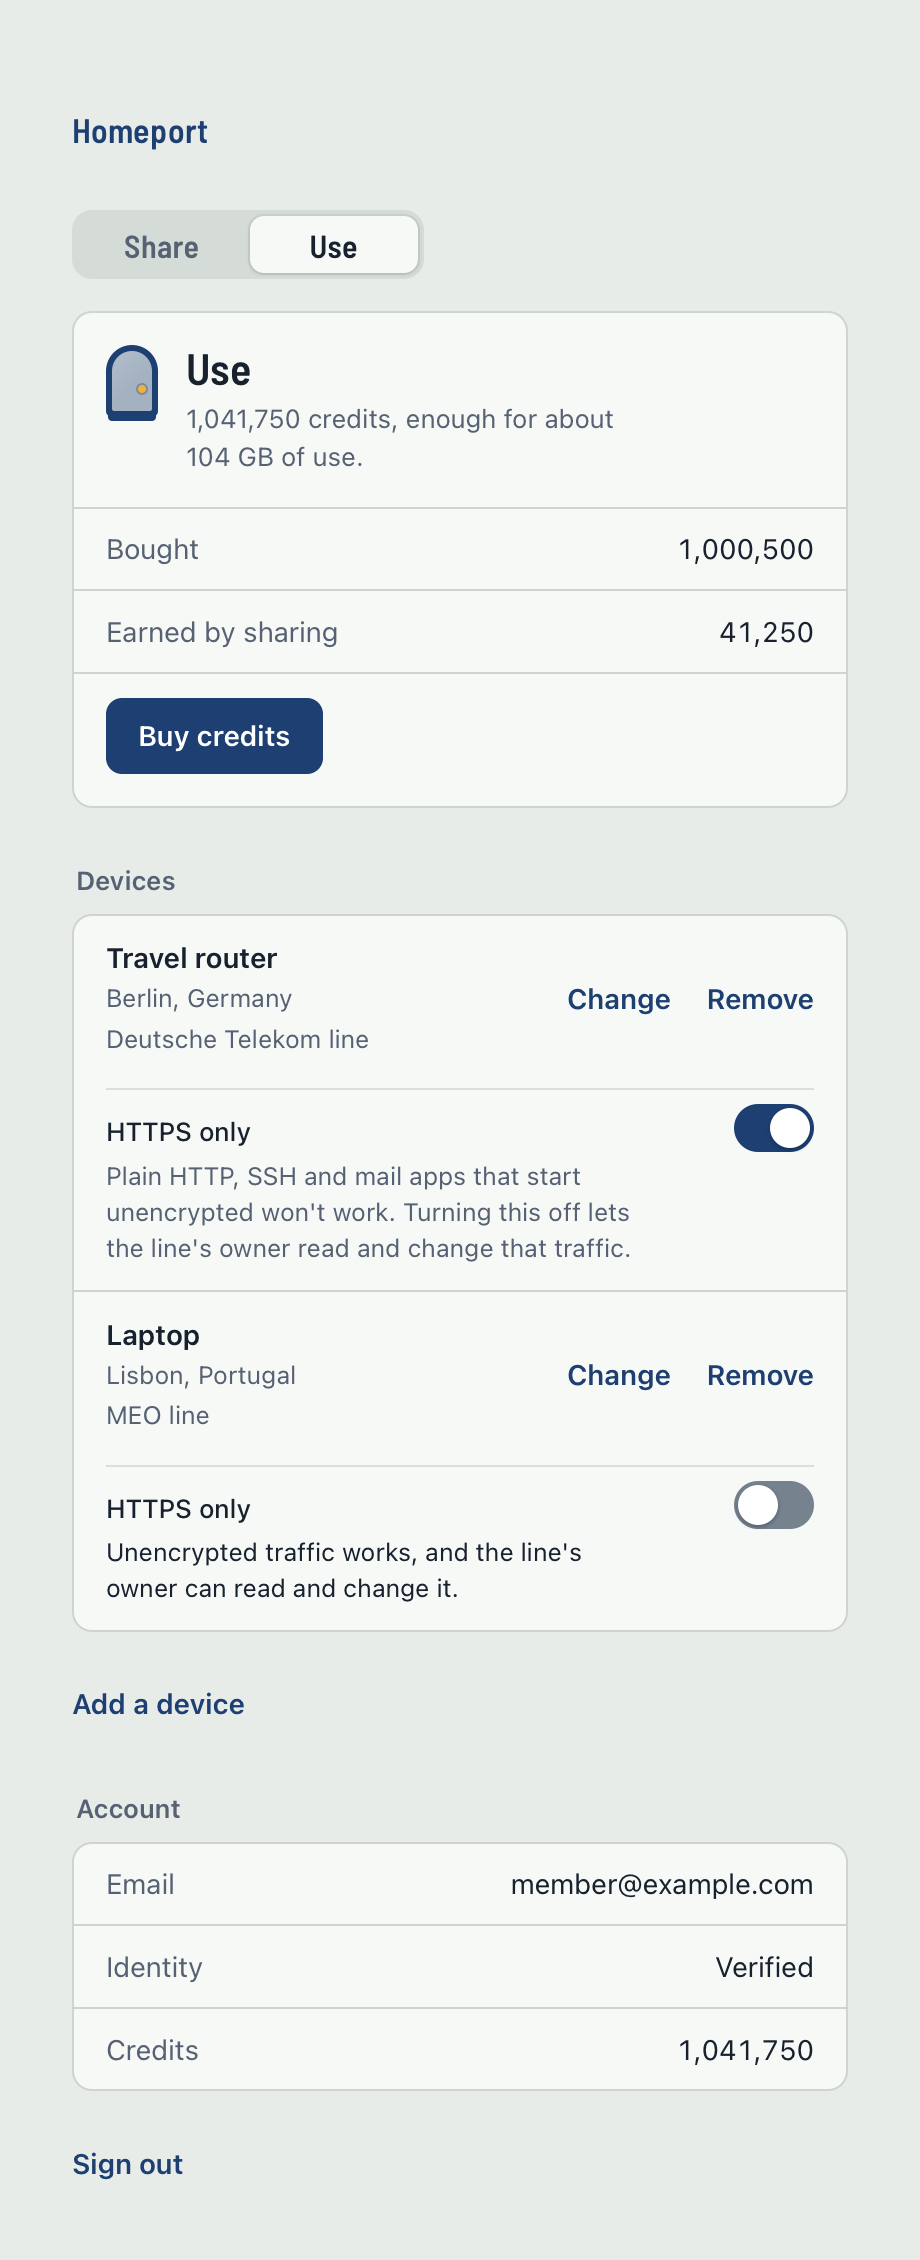 Homeport
Share
Use
Use
1,041,750 credits, enough for about
104 GB of use.
Bought
1,000,500
Earned by sharing
41,250
Buy credits
Devices
Travel router
Berlin, Germany
Deutsche Telekom line
Change
Remove
HTTPS only
Plain HTTP, SSH and mail apps that start
unencrypted won't work. Turning this off lets
the line's owner read and change that traffic.
Laptop
Lisbon, Portugal
MEO line
Change
Remove
HTTPS only
Unencrypted traffic works, and the line's
owner can read and change it.
Add a device
Account
Email
member@example.com
Identity
Verified
Credits
1,041,750
Sign out